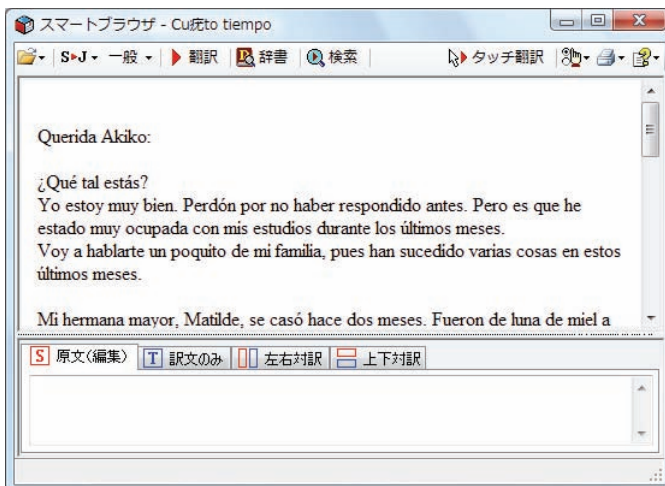 スマートブラウザ - Cu疣to tiempo
S▸J 一般 翻訳 辞書 検索 タッチ翻訳
Querida Akiko:
¿Qué tal estás?
Yo estoy muy bien. Perdón por no haber respondido antes. Pero es que he
estado muy ocupada con mis estudios durante los últimos meses.
Voy a hablarte un poquito de mi familia, pues han sucedido varias cosas en estos
últimos meses.
Mi hermana mayor, Matilde, se casó hace dos meses. Fueron de luna de miel a
S 原文(編集) T 訳文のみ 左右対訳 上下対訳